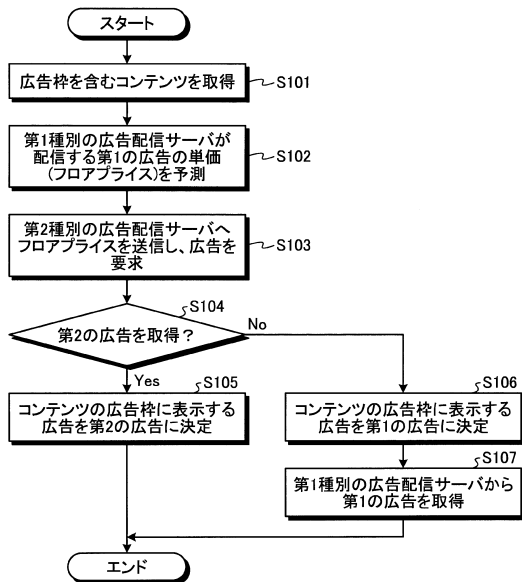 スタート
広告枠を含むコンテンツを取得
S101
第1種別の広告配信サーバが
配信する第1の広告の単価
(フロアプライス)を予測
S102
第2種別の広告配信サーバへ
フロアプライスを送信し、広告を
要求
S103
S104
第2の広告を取得?
No
Yes
S105
コンテンツの広告枠に表示する
広告を第2の広告に決定
S106
コンテンツの広告枠に表示する
広告を第1の広告に決定
S107
第1種別の広告配信サーバから
第1の広告を取得
エンド